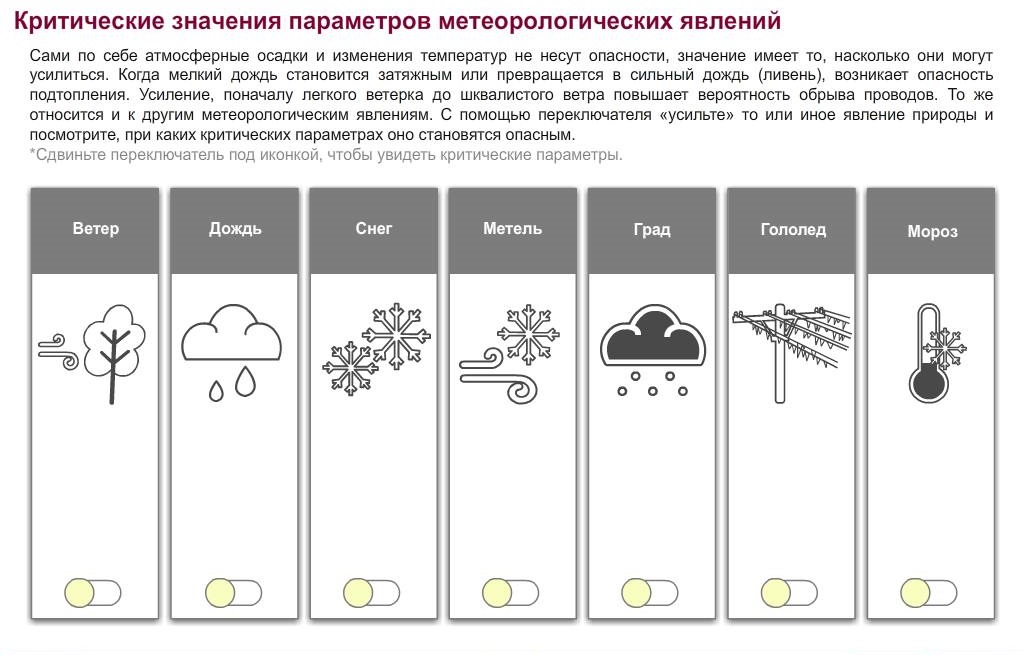 Критические значения параметров метеорологических явлений
Сами по себе атмосферные осадки и изменения температур не несут опасности, значение имеет то, насколько они могут
усилиться. Когда мелкий дождь становится затяжным или превращается в сильный дождь (ливень), возникает опасность
подтопления. Усиление, поначалу легкого ветерка до шквалистого ветра повышает вероятность обрыва проводов. То же
относится и к другим метеорологическим явлениям. С помощью переключателя «усильте» то или иное явление природы и
посмотрите, при каких критических параметрах оно становятся опасным.
*Сдвиньте переключатель под иконкой, чтобы увидеть критические параметры.
Ветер Дождь Снег Метель Град Гололед Мороз